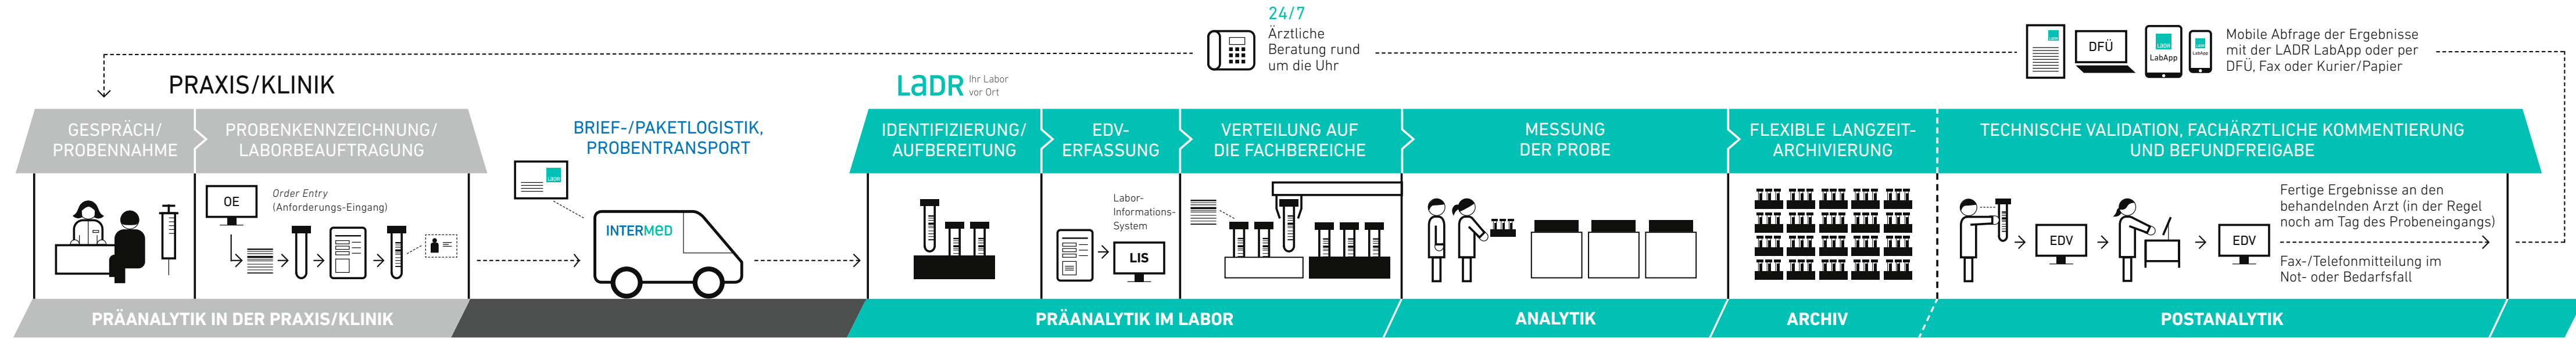 24/7
Ärztliche
Beratung rund
um die Uhr
DFÜ
LaDR
LabApp
LaDR
LabApp
LaDR
Mobile Abfrage der Ergebnisse
mit der LADR LabApp oder per
DFÜ, Fax oder Kurier/Papier
PRAXIS/KLINIK
LaDR
Ihr Labor
vor Ort
GESPRÄCH/
PROBENNAHME
PROBENKENNZEICHNUNG/
LABORBEAUFTRAGUNG
BRIEF-/PAKETLOGISTIK,
PROBENTRANSPORT
IDENTIFIZIERUNG/
AUFBEREITUNG
EDV-
ERFASSUNG
VERTEILUNG AUF
DIE FACHBEREICHE
MESSUNG
DER PROBE
FLEXIBLE LANGZEIT-
ARCHIVIERUNG
TECHNISCHE VALIDATION, FACHÄRZTLICHE KOMMENTIERUNG
UND BEFUNDFREIGABE
OE
Order Entry
(Anforderungs-Eingang)
LaDR
INTERMeD
Labor-
Informations-
System
LIS
EDV
EDV
Fertige Ergebnisse an den
behandelnden Arzt (in der Regel
noch am Tag des Probeneingangs)
Fax-/Telefonmitteilung im
Not- oder Bedarfsfall
PRÄANALYTIK IN DER PRAXIS/KLINIK
PRÄANALYTIK IM LABOR
ANALYTIK
ARCHIV
POSTANALYTIK